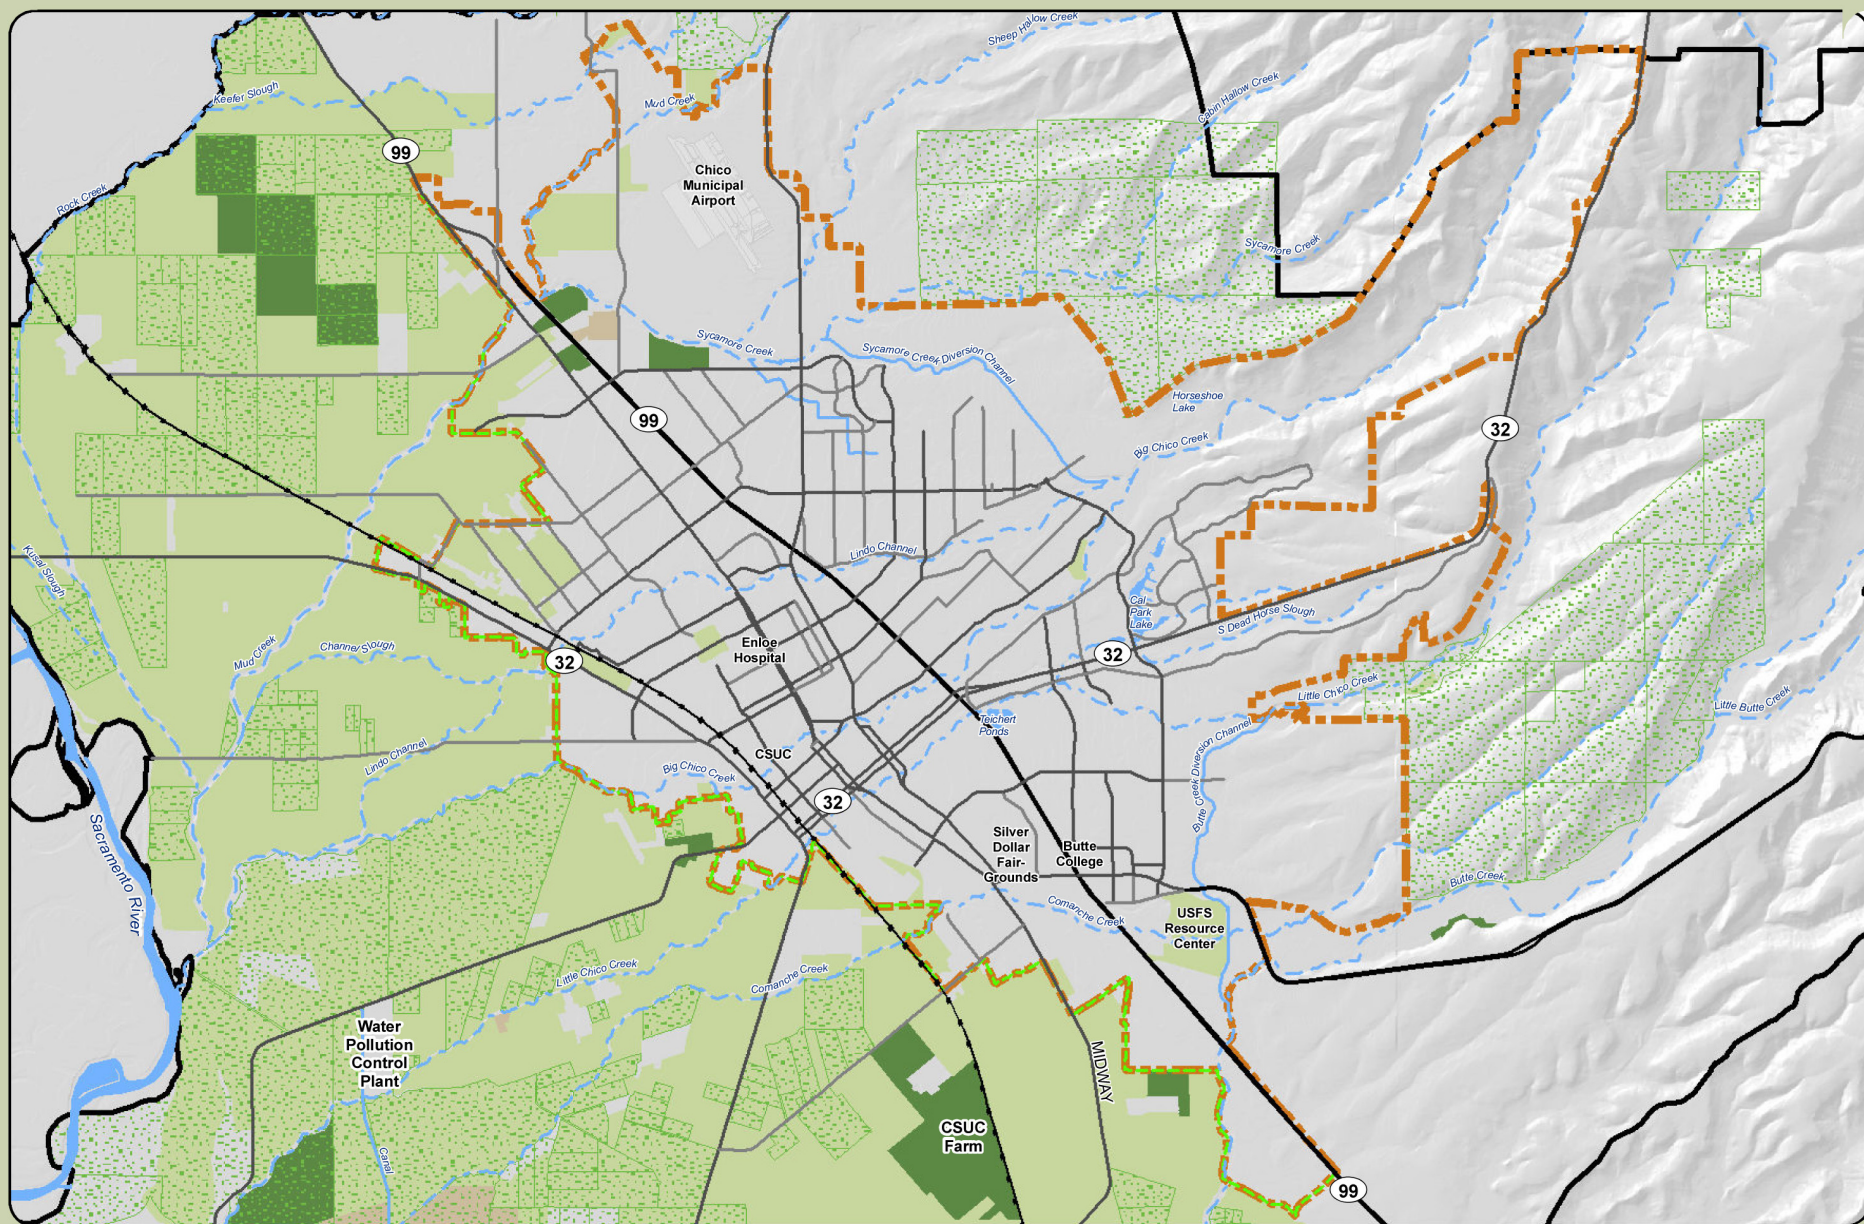 Sheep Hallow Creek
Keefer Slough
Mud Creek
Cabin Hallow Creek
99
Chico
Municipal
Airport
Rock Creek
Sycamore Creek
Sycamore Creek
Sycamore Creek Diversion Channel
Horseshoe
Lake
99
32
Big Chico Creek
Kusal Slough
Lindo Channel
Cal
Park
Lake
S Dead Horse Slough
Mud Creek
Channel Slough
Enloe
Hospital
32
32
Little Chico Creek
Little Butte Creek
Teichert
Ponds
Lindo Channel
CSUC
Big Chico Creek
Butte Creek Diversion Channel
32
Sacramento River
Silver
Dollar
Fair-
Grounds
Butte
College
Butte Creek
Comanche Creek
USFS
Resource
Center
Little Chico Creek
Comanche Creek
Water
Pollution
Control
Plant
MIDWAY
CSUC
Farm
Canal
99